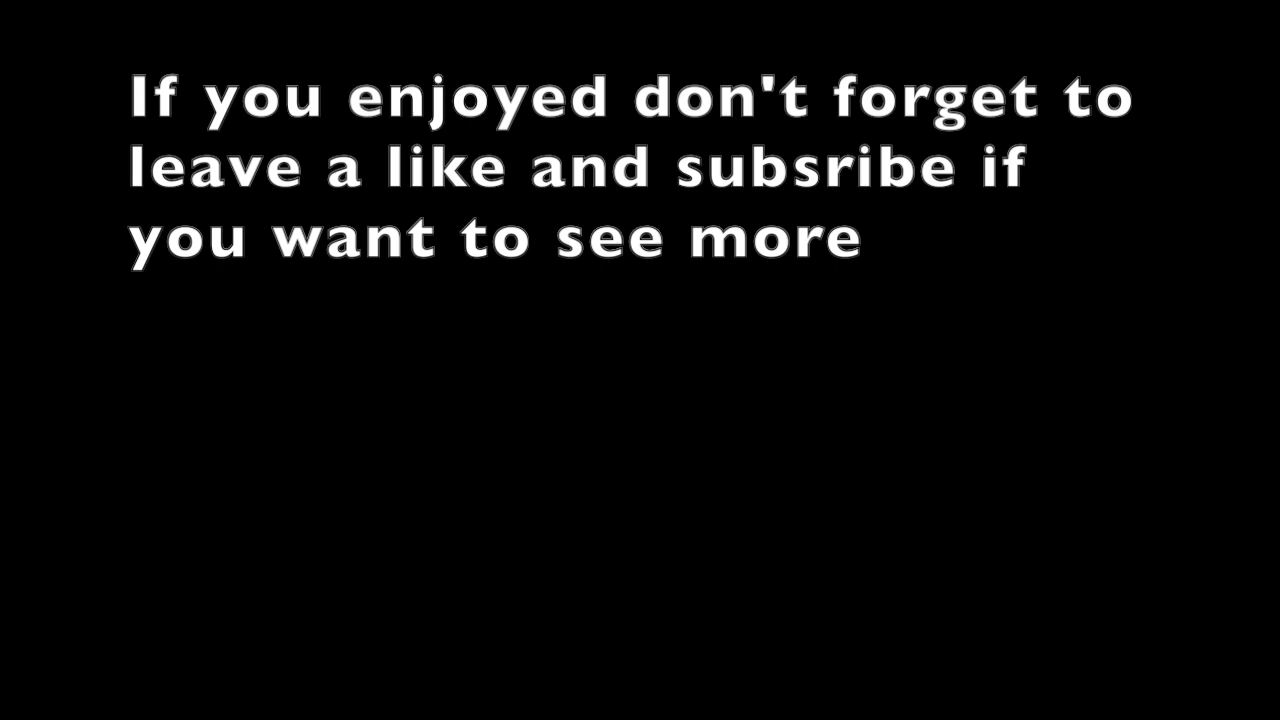 If you enjoyed don't forget to
leave a like and subsribe if
you want to see more